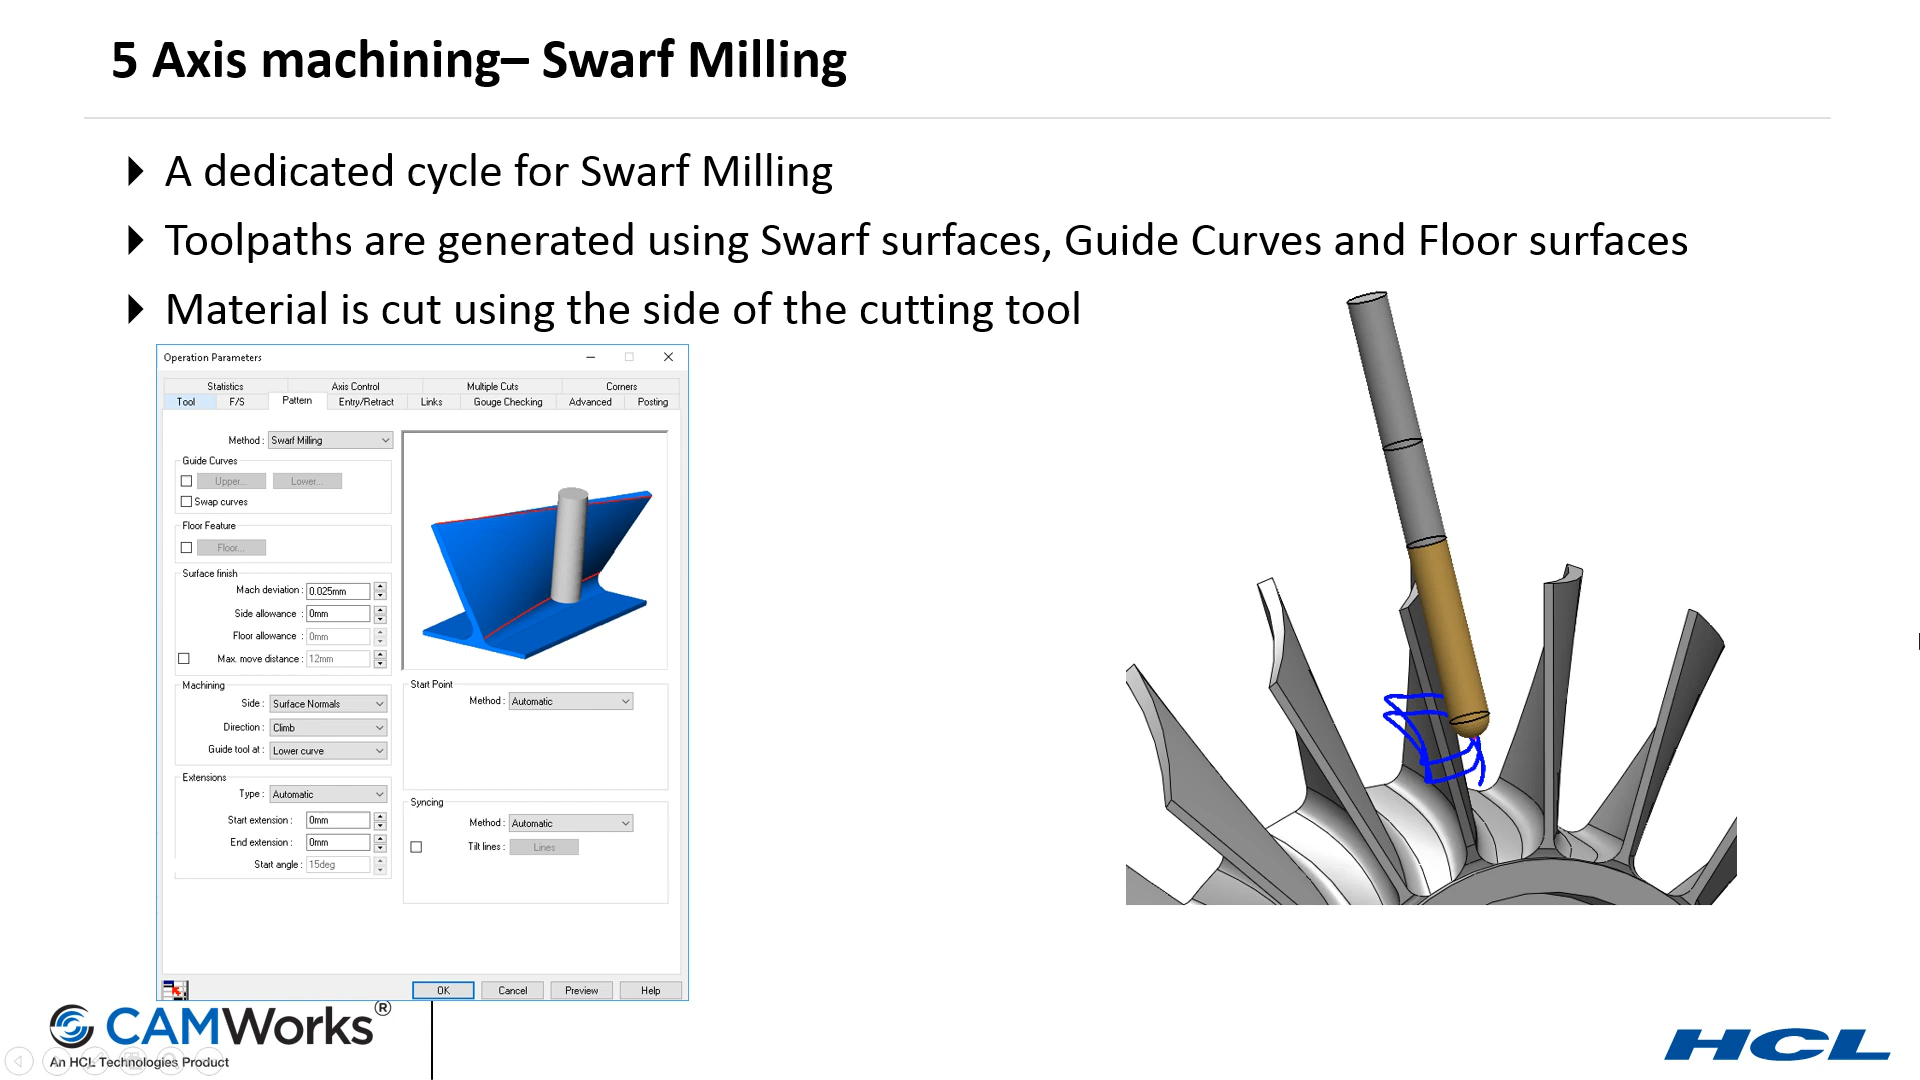 5 Axis machining– Swarf Milling
A dedicated cycle for Swarf Milling
Toolpaths are generated using Swarf surfaces, Guide Curves and Floor surfaces
Material is cut using the side of the cutting tool
Operation Parameters
Statistics Axis Control Multiple Cuts Corners
Tool F/S Pattern Entry/Retract Links Gouge Checking Advanced Posting
Method : Swarf Milling
Guide Curves
Upper... Lower...
Swap curves
Floor Feature
Floor...
Surface finish
Mach deviation : 0.025mm
Side allowance : 0mm
Floor allowance : 0mm
Max. move distance : 12mm
Machining
Side : Surface Normals
Direction : Climb
Guide tool at : Lower curve
Extensions
Type : Automatic
Start extension : 0mm
End extension : 0mm
Start angle : 15deg
Start Point
Method : Automatic
Syncing
Method : Automatic
Tilt lines : Lines
OK Cancel Preview Help
CAMWorks®
An HCL Technologies Product
HCL